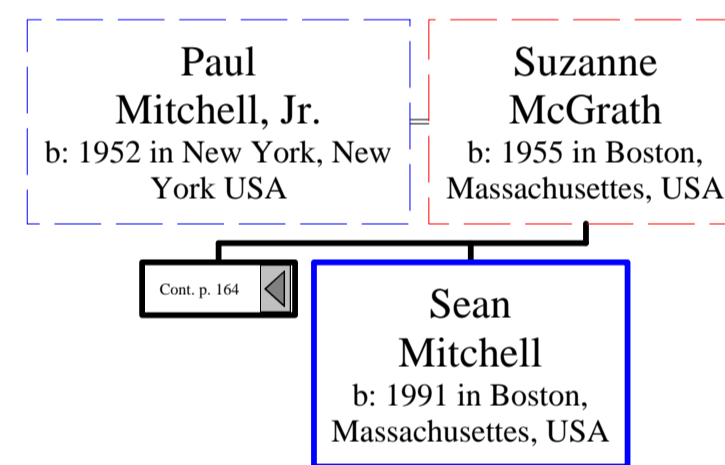 Paul
Mitchell, Jr.
b: 1952 in New York, New
York USA
Suzanne
McGrath
b: 1955 in Boston,
Massachusettes, USA
Cont. p. 164
Sean
Mitchell
b: 1991 in Boston,
Massachusettes, USA